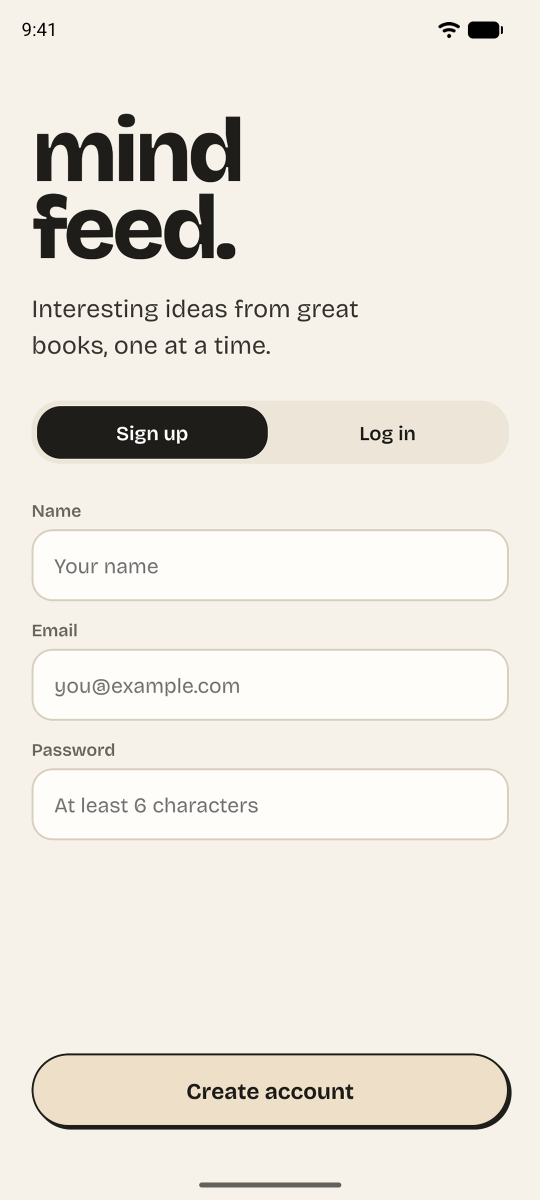 9:41
mind
feed.
Interesting ideas from great
books, one at a time.
Sign up
Log in
Name
Your name
Email
you@example.com
Password
At least 6 characters
Create account